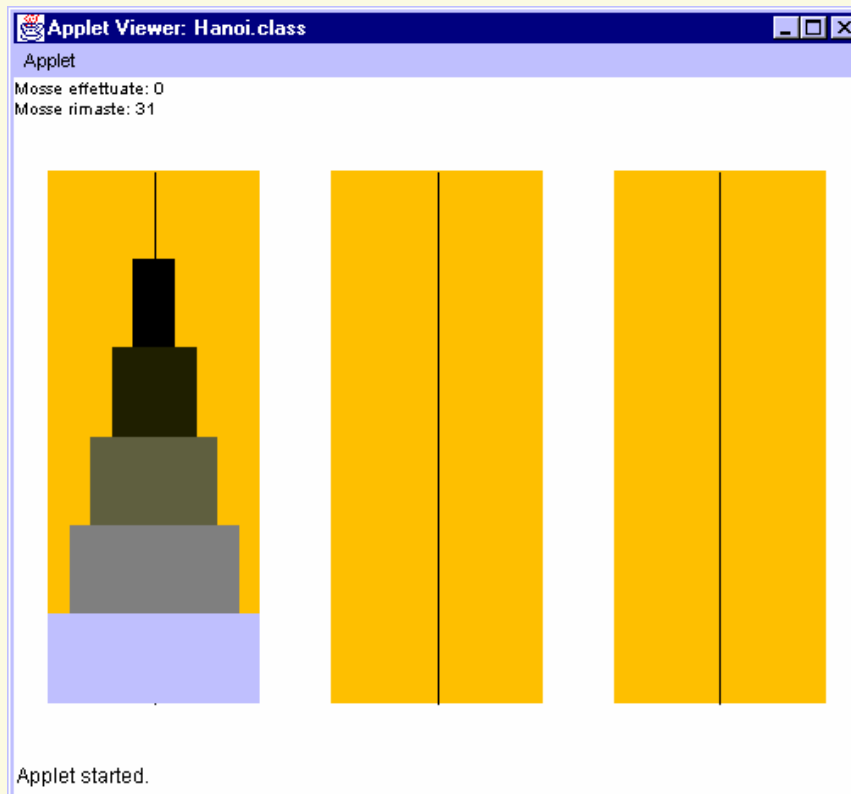 Applet Viewer: Hanoi.class
Applet
Mosse effettuate: 0
Mosse rimaste: 31
Applet started.